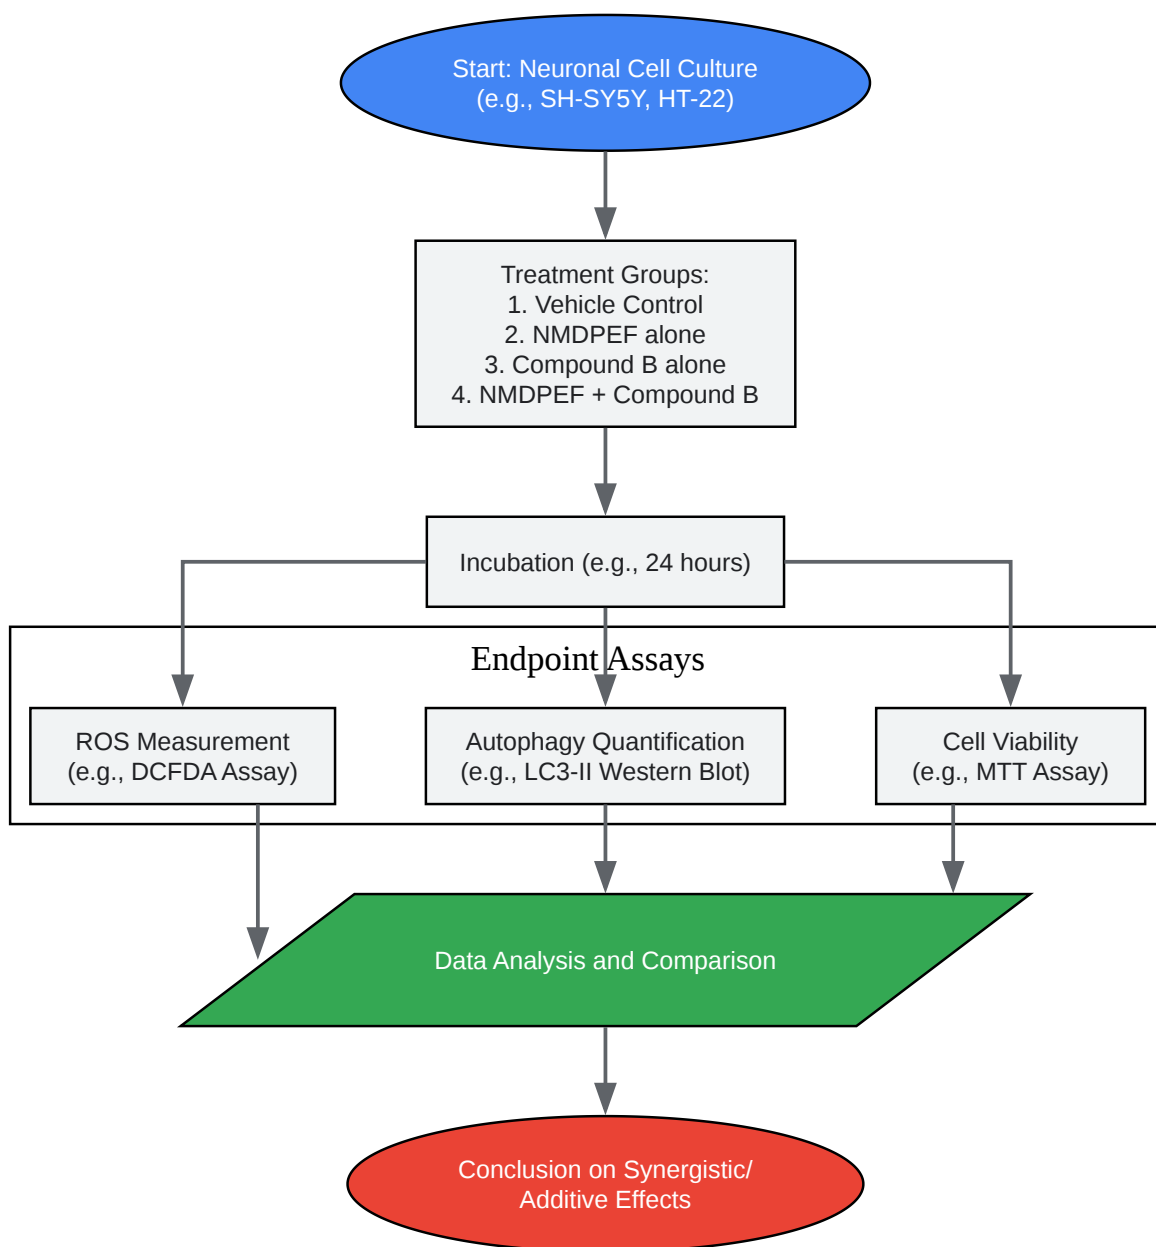 Start: Neuronal Cell Culture
(e.g., SH-SY5Y, HT-22)
Treatment Groups:
1. Vehicle Control
2. NMDPEF alone
3. Compound B alone
4. NMDPEF + Compound B
Incubation (e.g., 24 hours)
Endpoint Assays
ROS Measurement
(e.g., DCFDA Assay)
Autophagy Quantification
(e.g., LC3-II Western Blot)
Cell Viability
(e.g., MTT Assay)
Data Analysis and Comparison
Conclusion on Synergistic/
Additive Effects